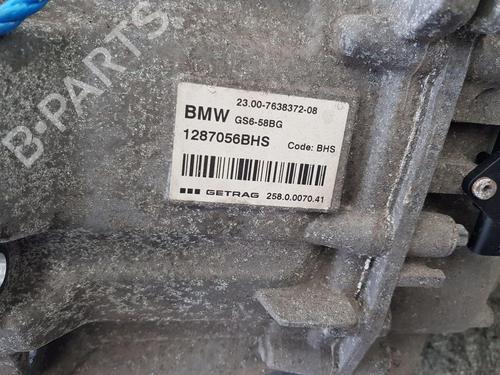 B-PARTS
23.00-7638372-08
BMW GS6-58BG
1287056BHS Code: BHS
GETRAG 258.0.0070.41